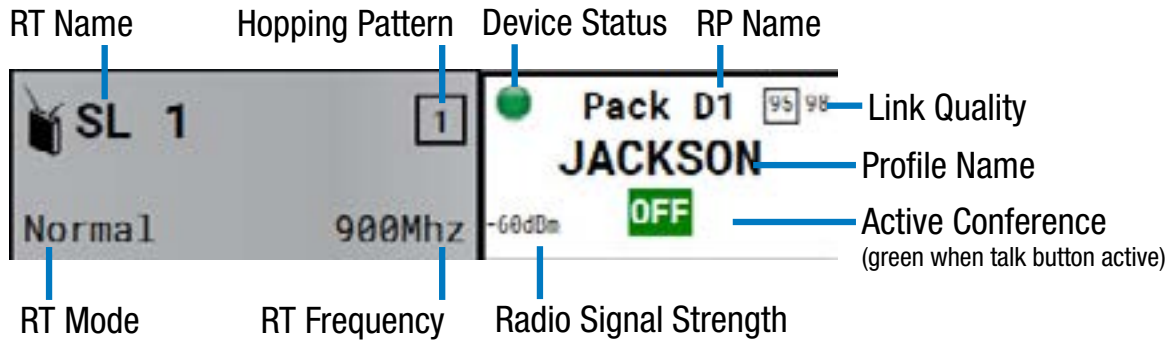 RT Name
Hopping Pattern
Device Status
RP Name
SL 1
1
Pack D1
95 98
Link Quality
JACKSON
Profile Name
OFF
Active Conference
(green when talk button active)
Normal
900Mhz
-60dBm
RT Mode
RT Frequency
Radio Signal Strength